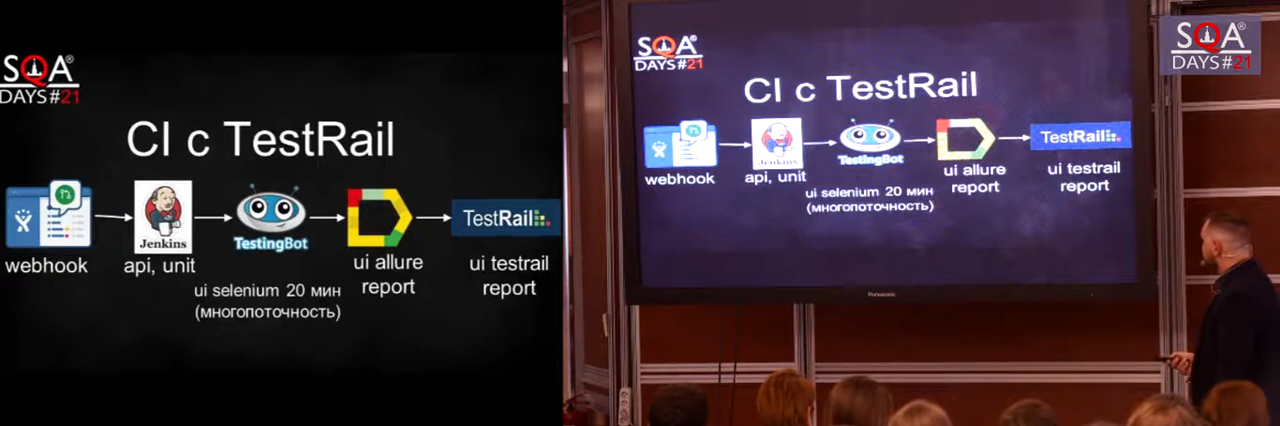 SQA®
DAYS#21
CI с TestRail
Jenkins
TestingBot
TestRail
webhook
api, unit
ui selenium 20 мин
(многопоточность)
ui allure
report
ui testrail
report
SQA
DAYS#21
CI с TestRail
Jenkins
TestingBot
TestRail
webhook
api, unit
ui selenium 20 мин
(многопоточность)
ui allure
report
ui testrail
report
Panasonic
SQA®
DAYS#21